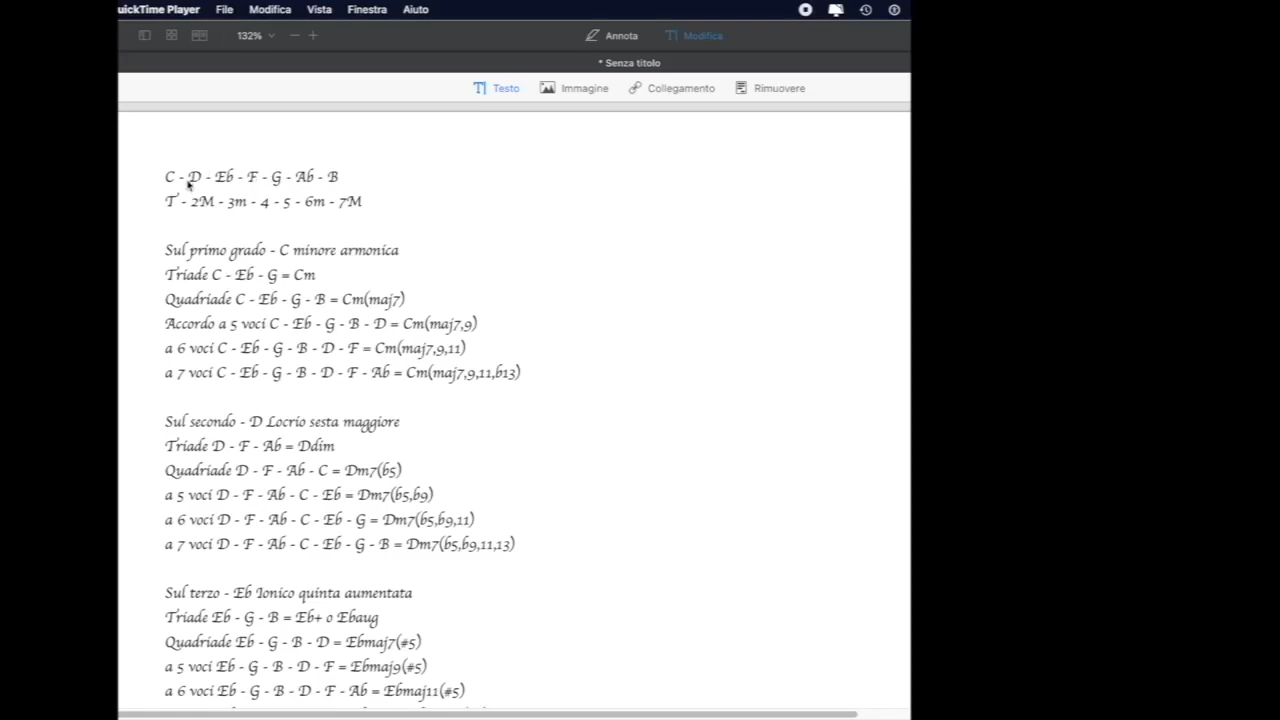 uickTime Player File Modifica Vista Finestra Aiuto
132% Annota Modifica
* Senza titolo
Testo Immagine Collegamento Rimuovere
C - D - Eb - F - G - Ab - B
T - 2M - 3m - 4 - 5 - 6m - 7M
Sul primo grado - C minore armonica
Triade C - Eb - G = Cm
Quadriade C - Eb - G - B = Cm(maj7)
Accordo a 5 voci C - Eb - G - B - D = Cm(maj7,9)
a 6 voci C - Eb - G - B - D - F = Cm(maj7,9,11)
a 7 voci C - Eb - G - B - D - F - Ab = Cm(maj7,9,11,b13)
Sul secondo - D Locrio sesta maggiore
Triade D - F - Ab = Ddim
Quadriade D - F - Ab - C = Dm7(b5)
a 5 voci D - F - Ab - C - Eb = Dm7(b5,b9)
a 6 voci D - F - Ab - C - Eb - G = Dm7(b5,b9,11)
a 7 voci D - F - Ab - C - Eb - G - B = Dm7(b5,b9,11,13)
Sul terzo - Eb Ionico quinta aumentata
Triade Eb - G - B = Eb+ o Ebaug
Quadriade Eb - G - B - D = Ebmaj7(#5)
a 5 voci Eb - G - B - D - F = Ebmaj9(#5)
a 6 voci Eb - G - B - D - F - Ab = Ebmaj11(#5)